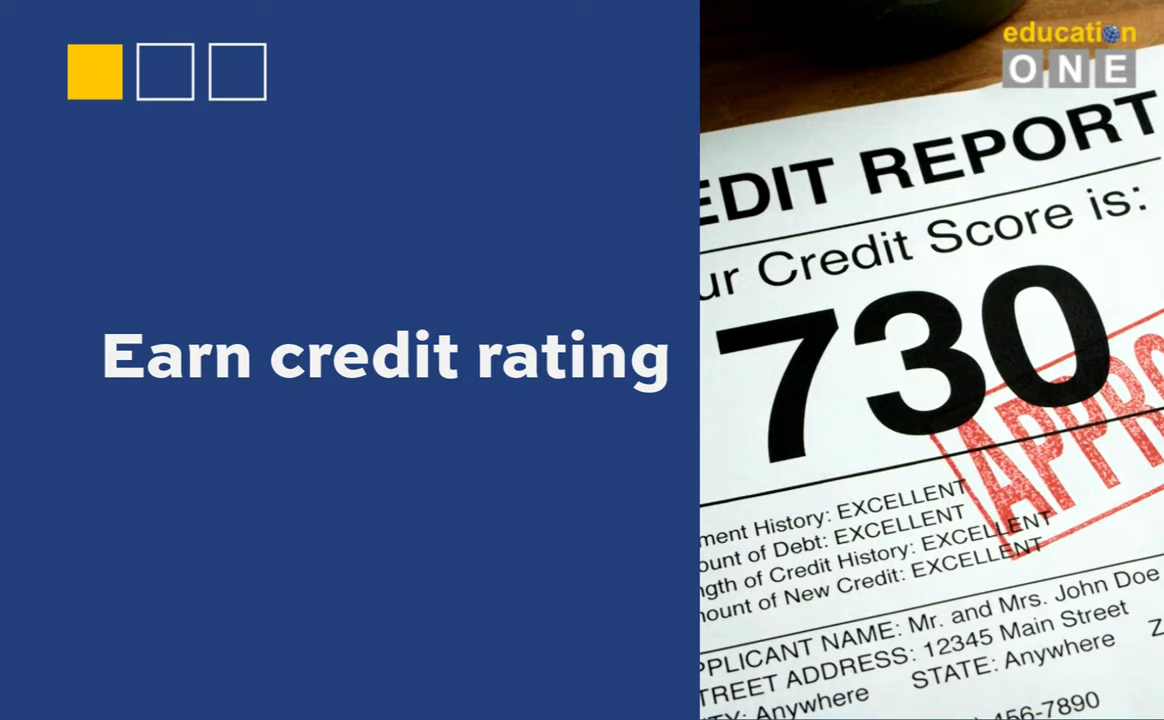 education
ONE
Earn credit rating
EDIT REPORT
ur Credit Score is:
730
APPRO
ment History: EXCELLENT
ount of Debt: EXCELLENT
ngth of Credit History: EXCELLENT
mount of New Credit: EXCELLENT
PPLICANT NAME: Mr. and Mrs. John Doe
TREET ADDRESS: 12345 Main Street
ITY: Anywhere STATE: Anywhere Z
) 456-7890